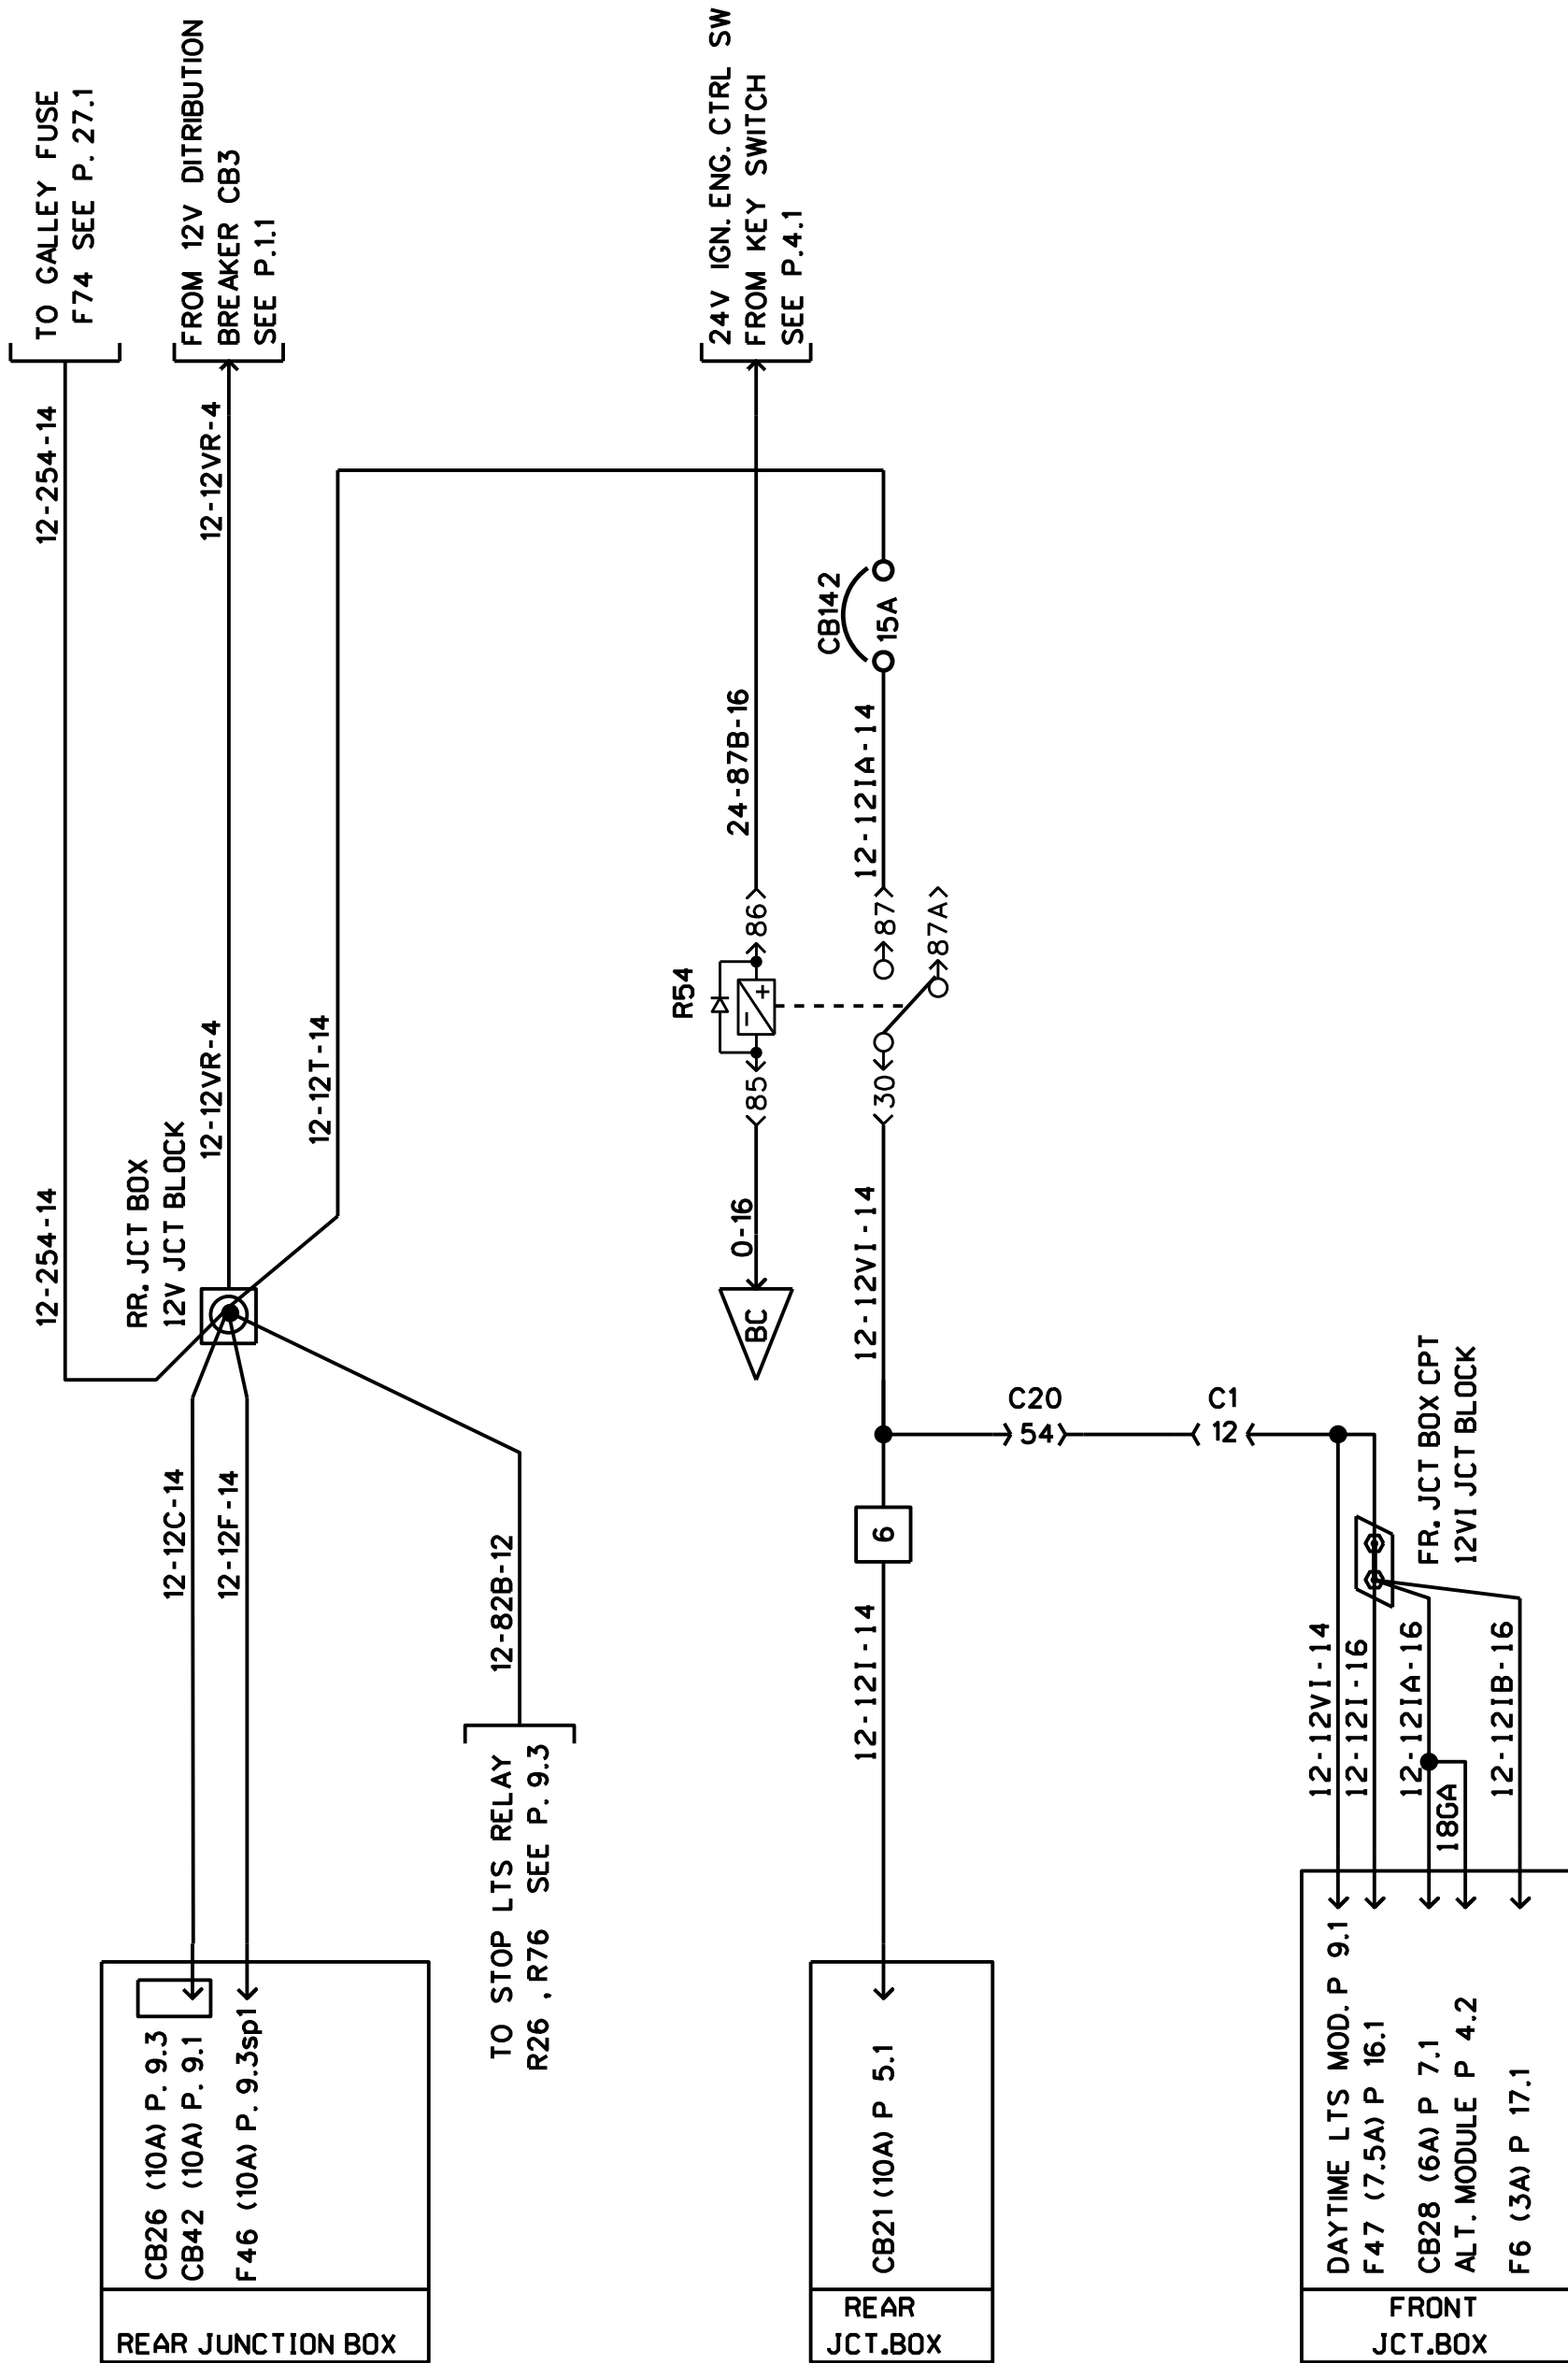 TO GALLEY FUSE
F74 SEE P. 27.1
FROM 12V DITRIBUTION
BREAKER CB3
SEE P.1.1
24V IGN. ENG. CTRL SW
FROM KEY SWITCH
SEE P.4.1
12-254-14
12-12VR-4
CB142
15A
24-87B-16
12-12IA-14
R54
86
85
+
-
87
87A
30
12-12T-14
12-12VR-4
12-254-14
RR. JCT BOX
12V JCT BLOCK
0-16
BC
12-12VI-14
C20
54
C1
12
FR. JCT BOX CPT
12VI JCT BLOCK
6
12-12C-14
12-12F-14
12-82B-12
12-12I-14
12-12VI-14
12-12I-16
12-12IA-16
18GA
12-12IB-16
TO STOP LTS RELAY
R26 , R76 SEE P. 9.3
CB26 (10A) P. 9.3
CB42 (10A) P. 9.1
F46 (10A) P. 9.3sp1
REAR JUNCTION BOX
CB21 (10A) P 5.1
REAR
JCT.BOX
DAYTIME LTS MOD. P 9.1
F47 (7.5A) P 16.1
CB28 (6A) P 7.1
ALT. MODULE P 4.2
F6 (3A) P 17.1
FRONT
JCT.BOX